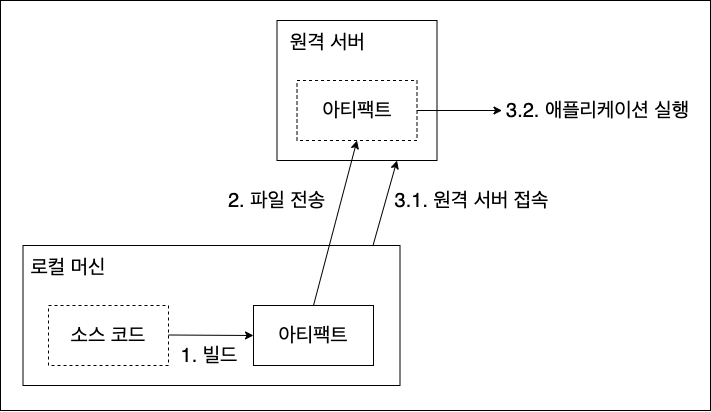 원격 서버
아티팩트
3.2. 애플리케이션 실행
2. 파일 전송
3.1. 원격 서버 접속
로컬 머신
소스 코드
1. 빌드
아티팩트